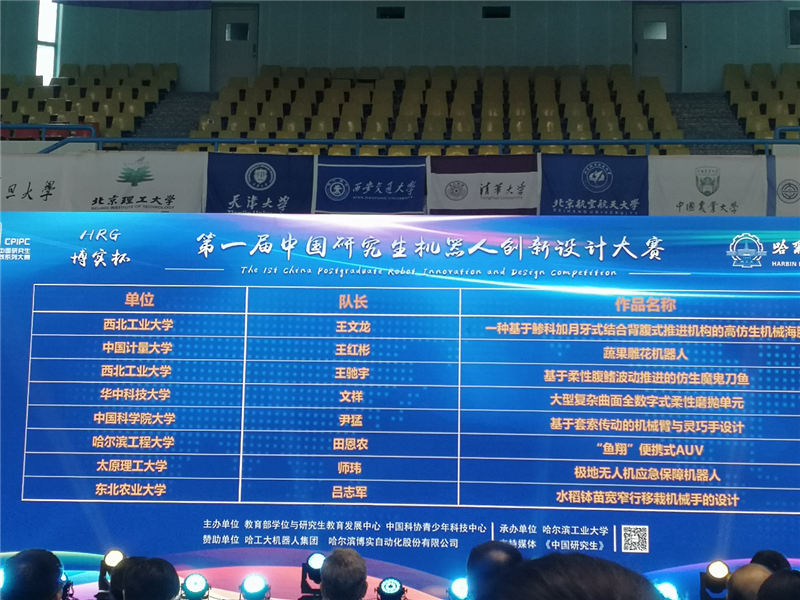 旦大学
北京理工大学
BEIJING INSTITUTE OF TECHNOLOGY
天津大学
西安交通大学
清华大学
北京航空航天大学
中国农业大学
CPIPC
HRG
博实杯
第一届中国研究生机器人创新设计大赛
The 1st China Postgraduate Robot Innovation and Design Competition
哈
HARBIN
单位 队长 作品名称
西北工业大学 王文龙 一种基于鲹科加月牙式结合背腹式推进机构的高仿生机械海豚
中国计量大学 王红彬 蔬果雕花机器人
西北工业大学 王驰宇 基于柔性腹鳍波动推进的仿生魔鬼刀鱼
华中科技大学 文样 大型复杂曲面全数字式柔性磨抛单元
中国科学院大学 尹猛 基于套索传动的机械臂与灵巧手设计
哈尔滨工程大学 田恩农 “鱼翔”便携式AUV
太原理工大学 师玮 极地无人机应急保障机器人
东北农业大学 吕志军 水稻钵苗宽窄行移栽机械手的设计
主办单位 教育部学位与研究生教育发展中心 中国科协青少年科技中心 承办单位 哈尔滨工业大学
赞助单位 哈工大机器人集团 哈尔滨博实自动化股份有限公司 支持媒体 《中国研究生》